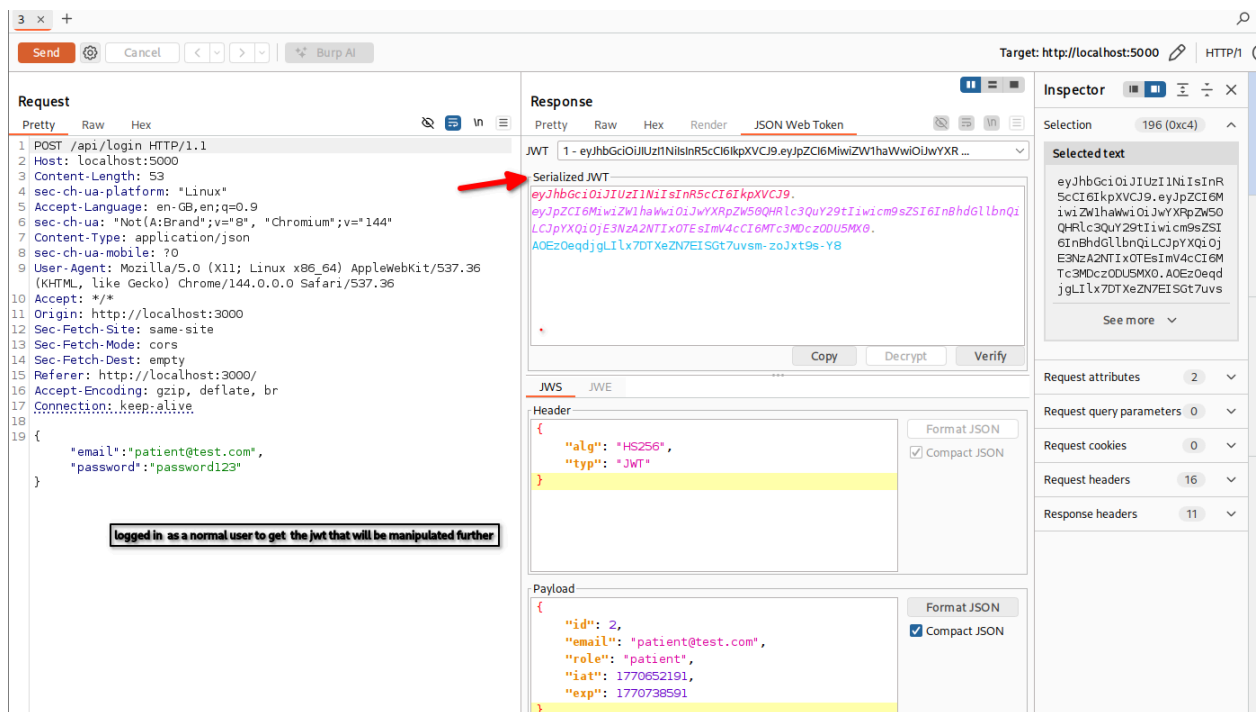 3 × +
Send Cancel < > Burp AI Target: http://localhost:5000 HTTP/1
Request
Pretty Raw Hex \n
1 POST /api/login HTTP/1.1
2 Host: localhost:5000
3 Content-Length: 53
4 sec-ch-ua-platform: "Linux"
5 Accept-Language: en-GB,en;q=0.9
6 sec-ch-ua: "Not(A:Brand";v="8", "Chromium";v="144"
7 Content-Type: application/json
8 sec-ch-ua-mobile: ?0
9 User-Agent: Mozilla/5.0 (X11; Linux x86_64) AppleWebKit/537.36
(KHTML, like Gecko) Chrome/144.0.0.0 Safari/537.36
10 Accept: */*
11 Origin: http://localhost:3000
12 Sec-Fetch-Site: same-site
13 Sec-Fetch-Mode: cors
14 Sec-Fetch-Dest: empty
15 Referer: http://localhost:3000/
16 Accept-Encoding: gzip, deflate, br
17 Connection: keep-alive
18
19 {
"email":"patient@test.com",
"password":"password123"
}
logged in as a normal user to get the jwt that will be manipulated further
Response
Pretty Raw Hex Render JSON Web Token \n
JWT 1 - eyJhbGciOiJIUzI1NiIsInR5cCI6IkpXVCJ9.eyJpZCI6MiwiZW1haWwiOiJwYXR ...
Serialized JWT
eyJhbGciOiJIUzI1NiIsInR5cCI6IkpXVCJ9.
eyJpZCI6MiwiZW1haWwiOiJwYXRpZW50QHRlc3QuY29tIiwicm9sZSI6InBhdGllbnQi
LCJpYXQiOjE3NzA2NTIxOTEsImV4cCI6MTc3MDczODU5MX0.
AOEzOeqdjgLIlx7DTXeZN7EISGt7uvsm-zoJxt9s-Y8
Copy Decrypt Verify
JWS JWE
Header
{
"alg": "HS256",
"typ": "JWT"
}
Format JSON
Compact JSON
Payload
{
"id": 2,
"email": "patient@test.com",
"role": "patient",
"iat": 1770652191,
"exp": 1770738591
}
Format JSON
Compact JSON
Inspector
Selection 196 (0xc4)
Selected text
eyJhbGciOiJIUzI1NiIsInR
5cCI6IkpXVCJ9.eyJpZCI6M
iwiZW1haWwiOiJwYXRpZW50
QHRlc3QuY29tIiwicm9sZSI
6InBhdGllbnQiLCJpYXQiOj
E3NzA2NTIxOTEsImV4cCI6M
Tc3MDczODU5MX0.AOEzOeqd
jgLIlx7DTXeZN7EISGt7uvs
See more
Request attributes 2
Request query parameters 0
Request cookies 0
Request headers 16
Response headers 11